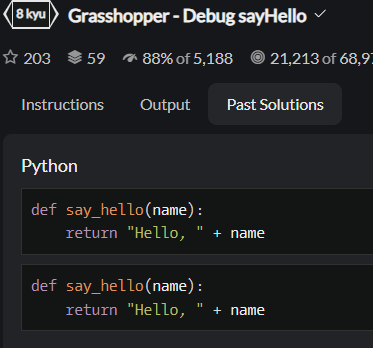 8 kyu Grasshopper - Debug sayHello ✓
203 59 88% of 5,188 21,213 of 68,97
Instructions Output Past Solutions
Python
def say_hello(name):
    return "Hello, " + name
def say_hello(name):
    return "Hello, " + name